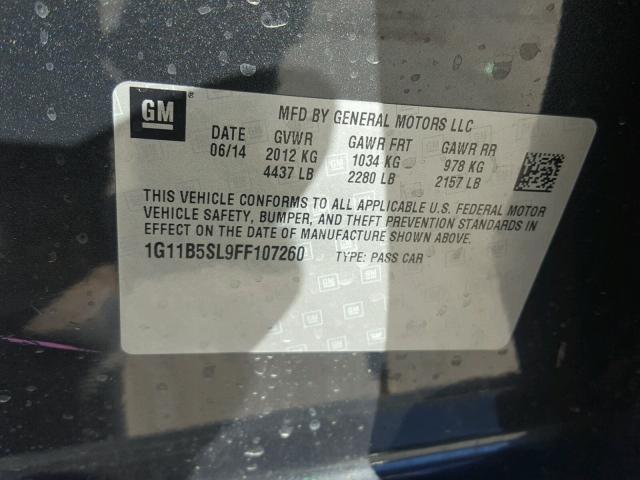 GM
®
MFD BY GENERAL MOTORS LLC
DATE GVWR GAWR FRT GAWR RR
06/14 2012 KG 1034 KG 978 KG
4437 LB 2280 LB 2157 LB
THIS VEHICLE CONFORMS TO ALL APPLICABLE U.S. FEDERAL MOTOR
VEHICLE SAFETY, BUMPER, AND THEFT PREVENTION STANDARDS IN
EFFECT ON THE DATE OF MANUFACTURE SHOWN ABOVE.
1G11B5SL9FF107260 TYPE: PASS CAR